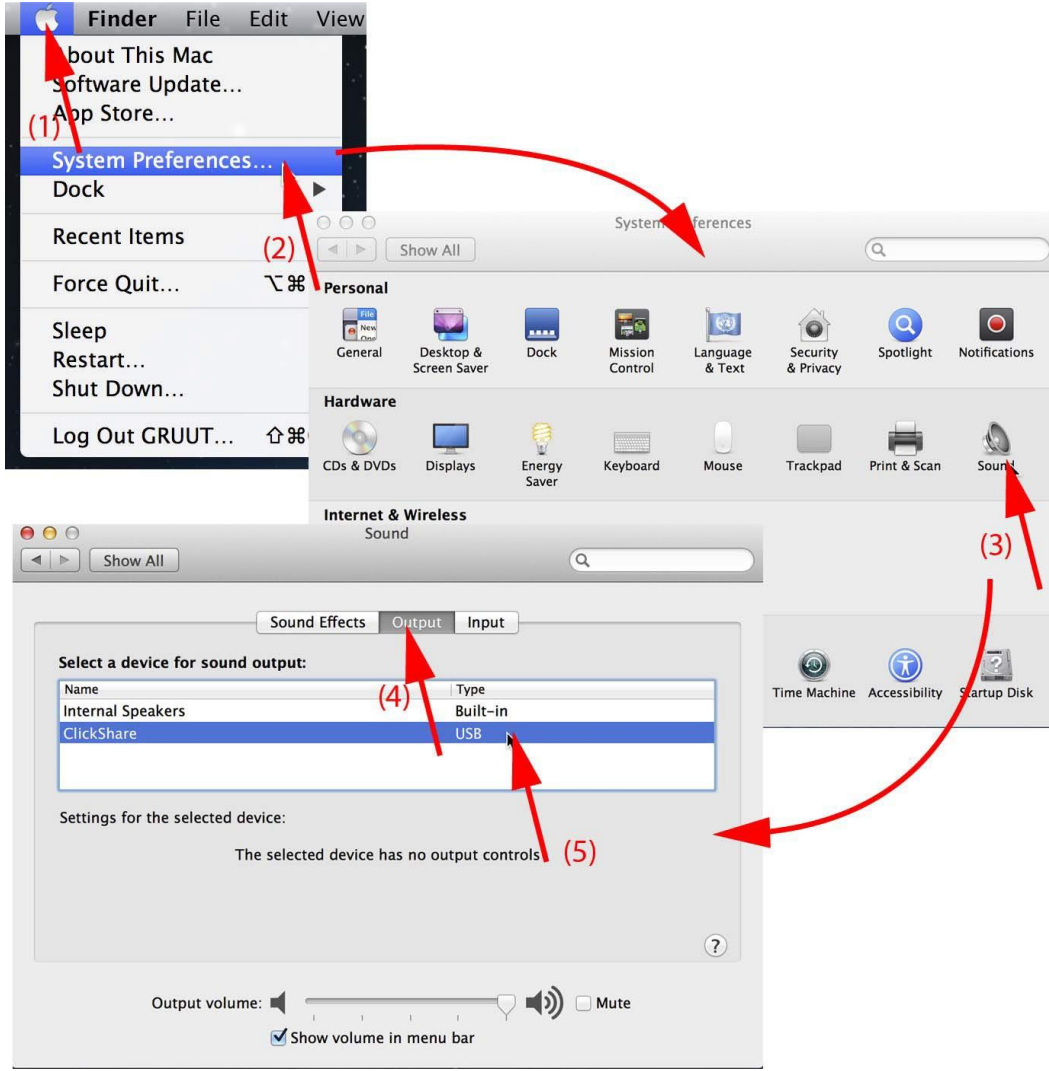 Finder File Edit View
About This Mac
Software Update...
App Store...
(1)
System Preferences...
Dock
Recent Items
(2)
Force Quit... ⌥⌘
Sleep
Restart...
Shut Down...
Log Out GRUUT... ⇧⌘
System Preferences
Show All
Personal
General
Desktop &
Screen Saver
Dock
Mission
Control
Language
& Text
Security
& Privacy
Spotlight
Notifications
Hardware
CDs & DVDs
Displays
Energy
Saver
Keyboard
Mouse
Trackpad
Print & Scan
Sound
(3)
Internet & Wireless
Time Machine
Accessibility
Startup Disk
Sound
Show All
Sound Effects Output Input
Select a device for sound output:
(4)
Name Type
Internal Speakers Built-in
ClickShare USB
Settings for the selected device:
The selected device has no output controls
(5)
?
Output volume: Mute
Show volume in menu bar